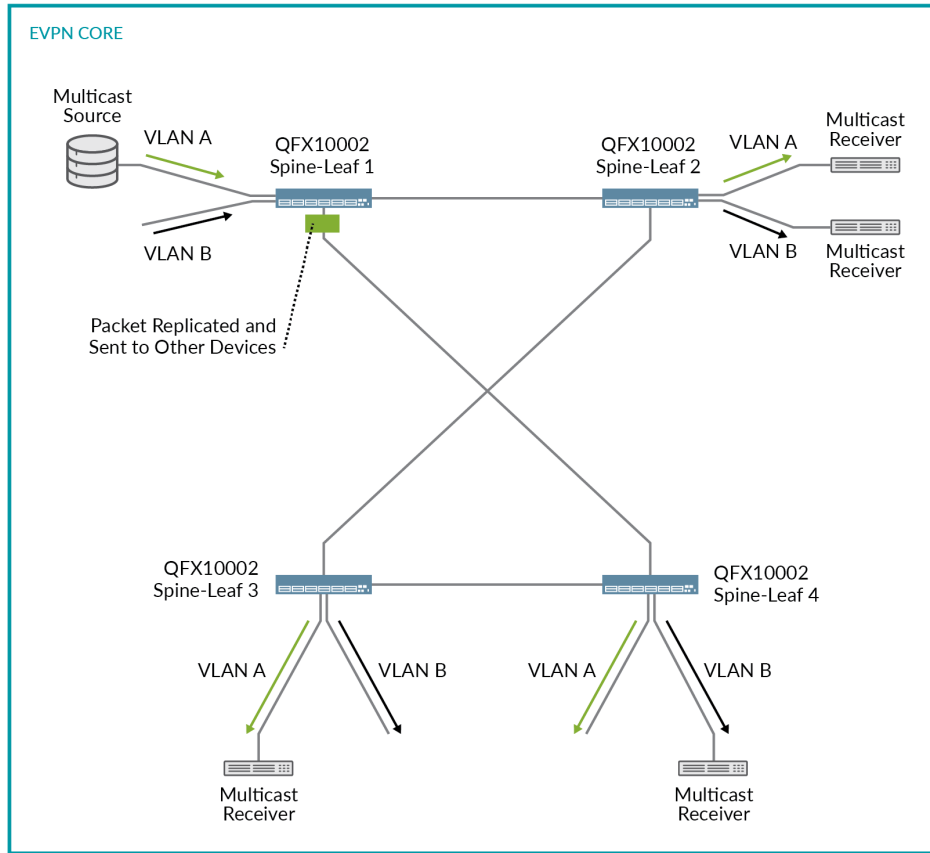 EVPN CORE
Multicast
Source
VLAN A
VLAN B
QFX10002
Spine-Leaf 1
QFX10002
Spine-Leaf 2
VLAN A
Multicast
Receiver
VLAN B
Multicast
Receiver
Packet Replicated and
Sent to Other Devices
QFX10002
Spine-Leaf 3
QFX10002
Spine-Leaf 4
VLAN A
VLAN B
VLAN A
VLAN B
Multicast
Receiver
Multicast
Receiver